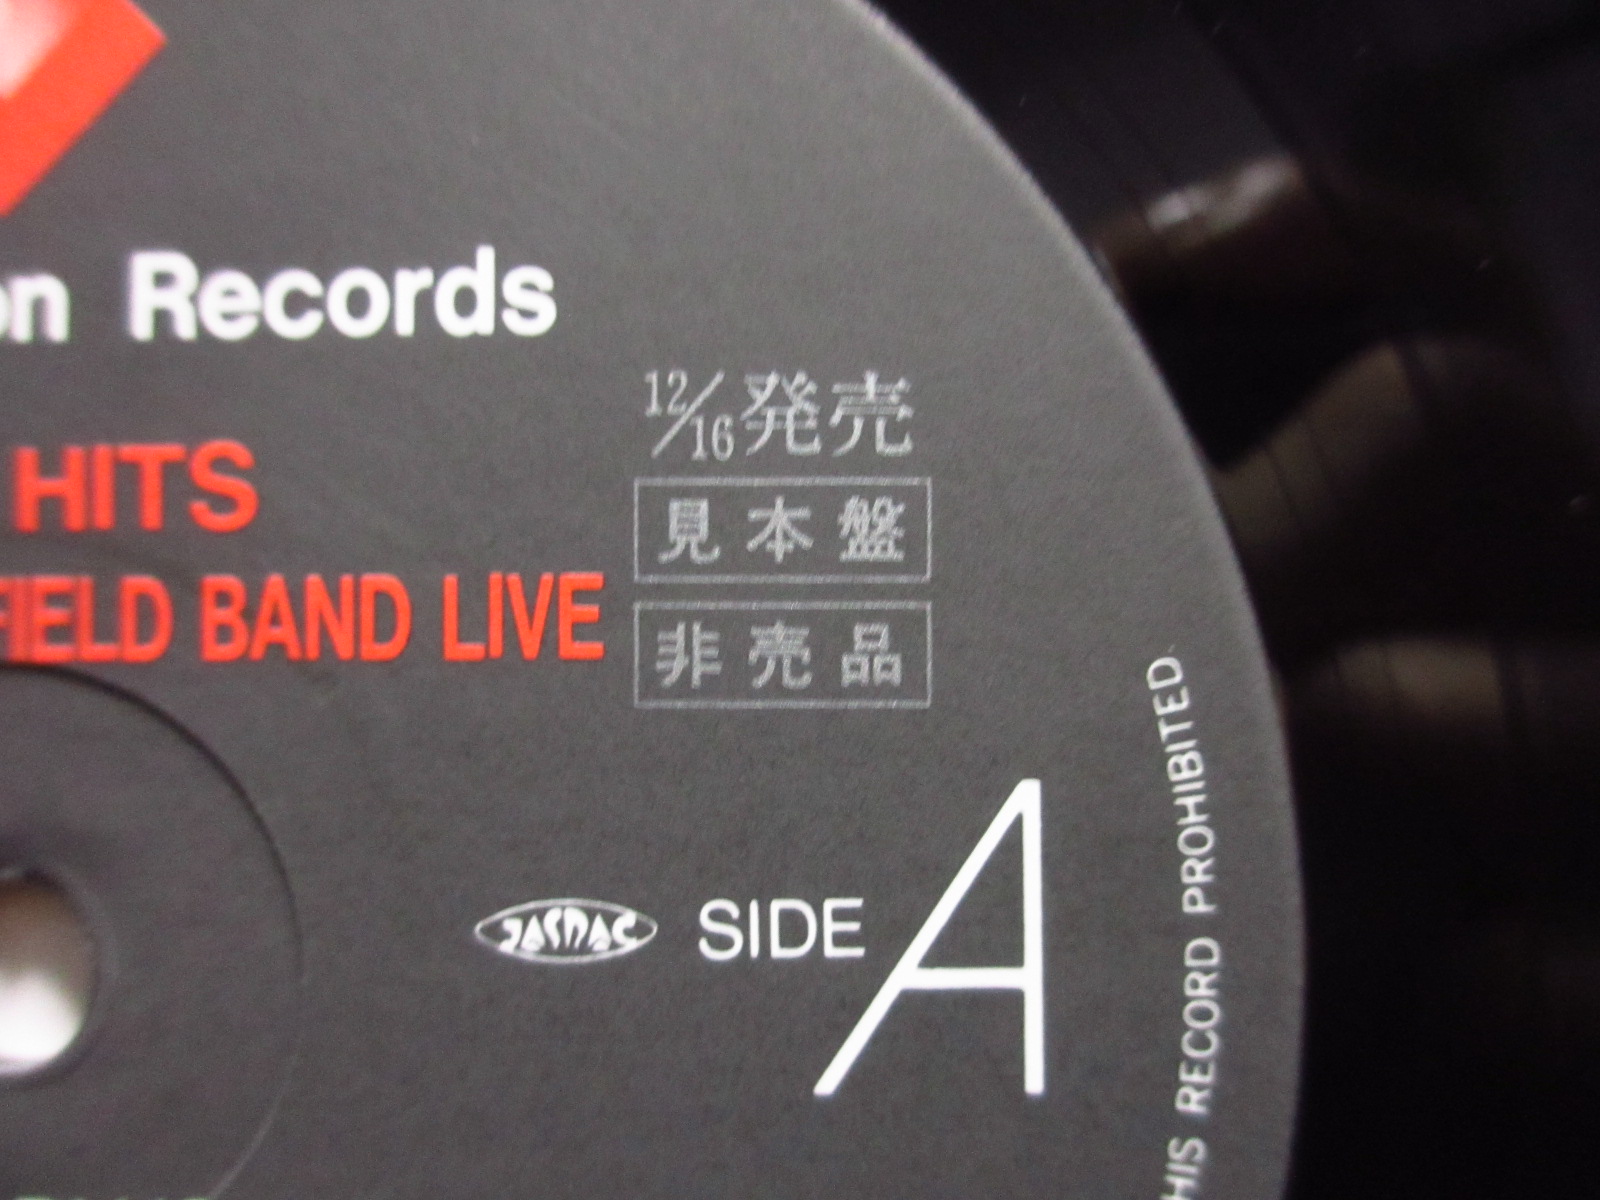 on Records
12/16発売
HITS
見本盤
FIELD BAND LIVE
非売品
JASRAC SIDE A
HIS RECORD PROHIBITED